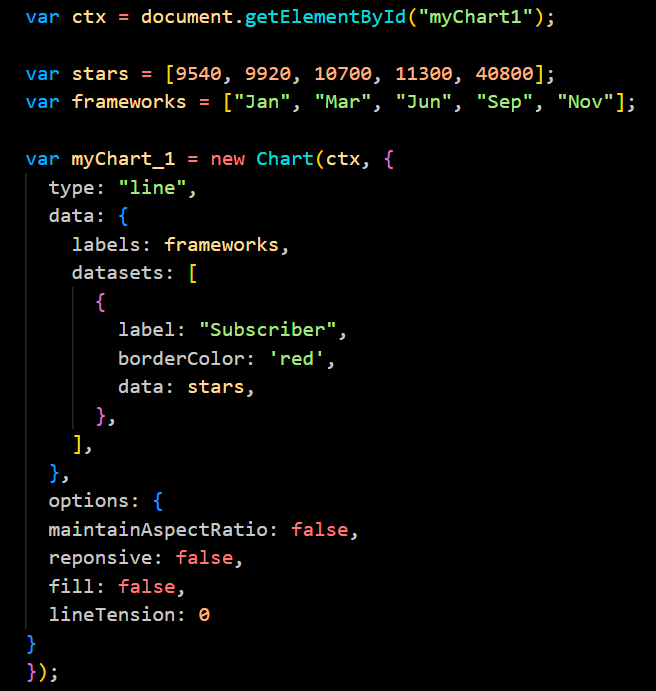 var ctx = document.getElementById("myChart1");
var stars = [9540, 9920, 10700, 11300, 40800];
var frameworks = ["Jan", "Mar", "Jun", "Sep", "Nov"];
var myChart_1 = new Chart(ctx, {
type: "line",
data: {
labels: frameworks,
datasets: [
{
label: "Subscriber",
borderColor: 'red',
data: stars,
},
],
},
options: {
maintainAspectRatio: false,
reponsive: false,
fill: false,
lineTension: 0
}
});